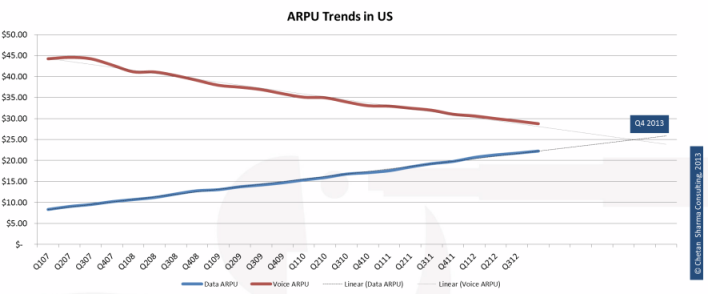 ARPU Trends in US
$50.00
$45.00
$40.00
$35.00
$30.00
$25.00
$20.00
$15.00
$10.00
$5.00
$-
Q4 2013
Q107
Q207
Q307
Q407
Q108
Q208
Q308
Q408
Q109
Q209
Q309
Q409
Q110
Q210
Q310
Q410
Q111
Q211
Q311
Q411
Q112
Q212
Q312
Data ARPU
Voice ARPU
Linear (Data ARPU)
Linear (Voice ARPU)
© Chetan Sharma Consulting, 2013